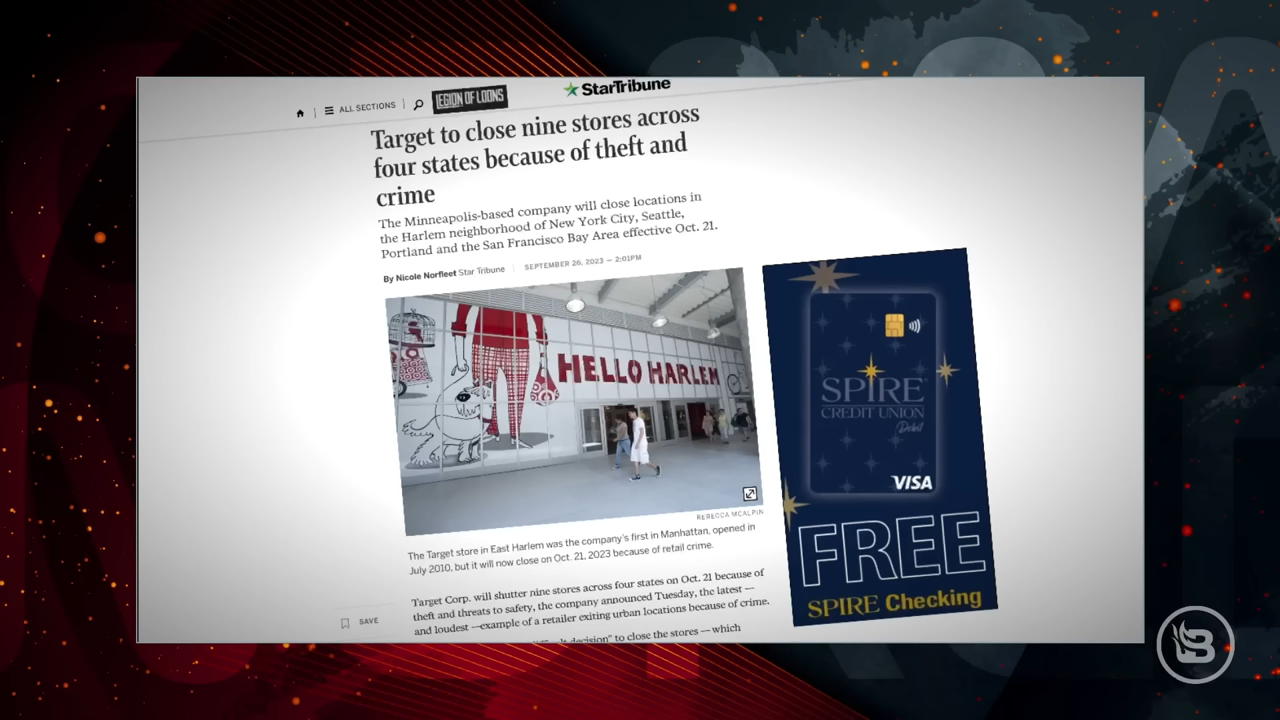 StarTribune
ALL SECTIONS
LEGION OF LOONS
Target to close nine stores across
four states because of theft and
crime
The Minneapolis-based company will close locations in
the Harlem neighborhood of New York City, Seattle,
Portland and the San Francisco Bay Area effective Oct. 21.
By Nicole Norfleet Star Tribune
SEPTEMBER 26, 2023 — 2:01PM
HELLO HARLEM
REBECCA MCALPIN
The Target store in East Harlem was the company's first in Manhattan, opened in
July 2010, but it will now close on Oct. 21, 2023 because of retail crime.
SAVE
Target Corp. will shutter nine stores across four states on Oct. 21 because of
theft and threats to safety, the company announced Tuesday, the latest —
and loudest —example of a retailer exiting urban locations because of crime.
decision" to close the stores — which
SPIRE
CREDIT UNION
Debit
VISA
FREE
SPIRE Checking
B